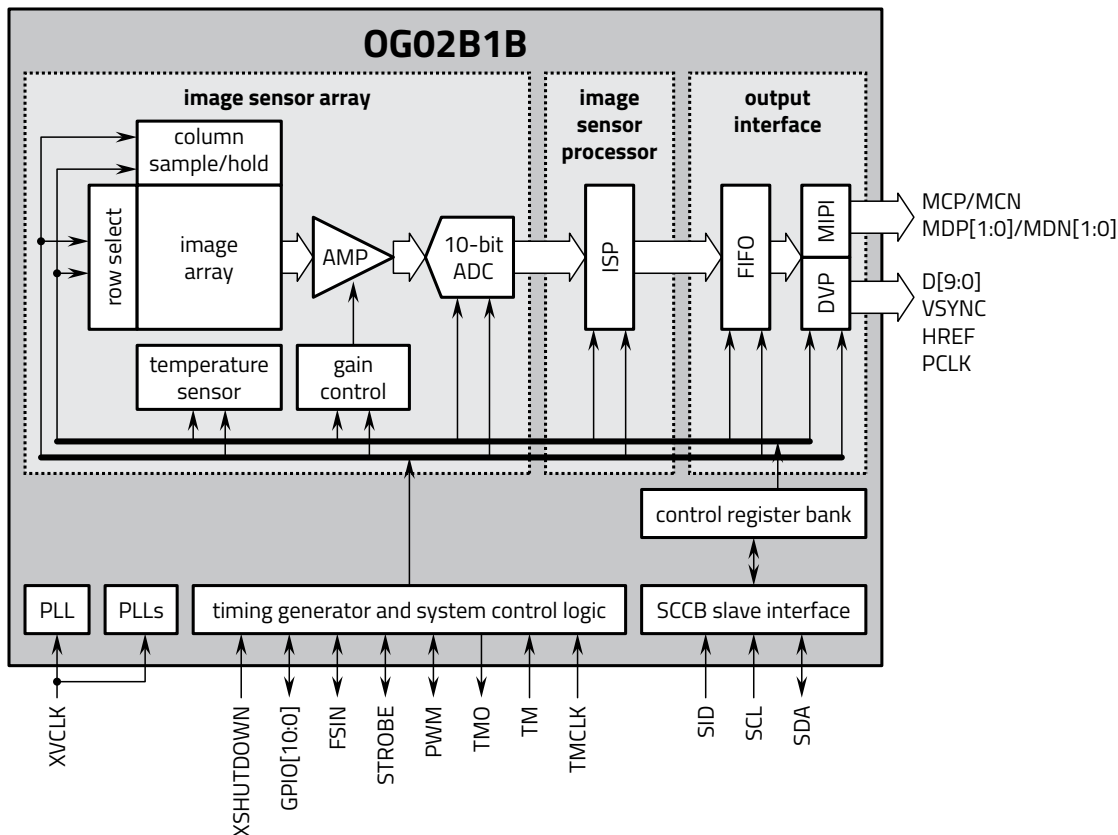 OG02B1B
image sensor array
image
sensor
processor
output
interface
column
sample/hold
row select
image
array
AMP
10-bit
ADC
ISP
FIFO
MIPI
DVP
MCP/MCN
MDP[1:0]/MDN[1:0]
D[9:0]
VSYNC
HREF
PCLK
temperature
sensor
gain
control
control register bank
PLL
PLLs
timing generator and system control logic
SCCB slave interface
XVCLK
XSHUTDOWN
GPIO[10:0]
FSIN
STROBE
PWM
TMO
TM
TMCLK
SID
SCL
SDA